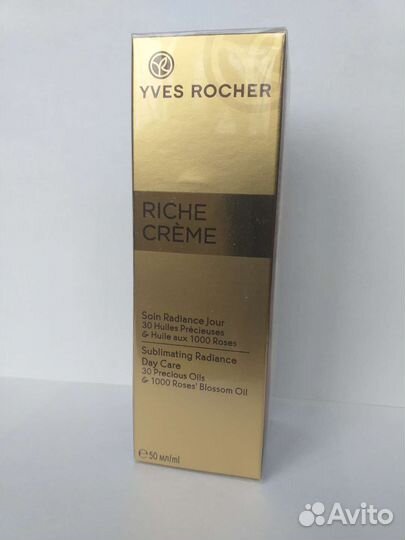 YVES ROCHER
RICHE
CRÈME
Soin Radiance Jour
30 Huiles Précieuses
& Huile aux 1000 Roses
Sublimating Radiance
Day Care
30 Precious Oils
& 1000 Roses' Blossom Oil
℮ 50 мл/ml
Avito